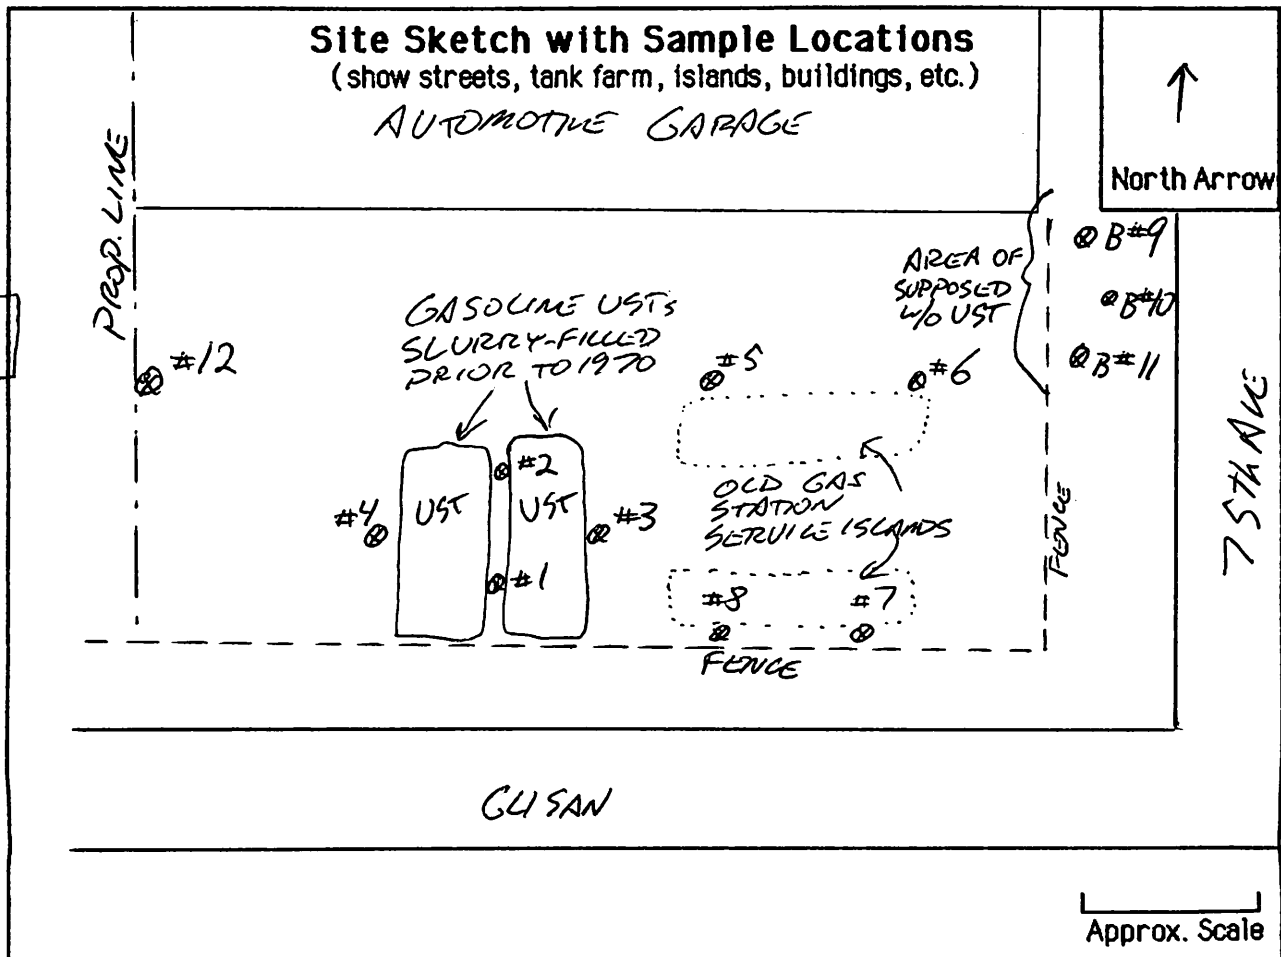 Site Sketch with Sample Locations
(show streets, tank farm, islands, buildings, etc.)
AUTOMOTIVE GARAGE
North Arrow
PROP. LINE
B#9
AREA OF
SUPPOSED
W/O UST
B#10
B#11
GASOLINE USTs
SLURRY-FILLED
PRIOR TO 1970
#12
#5
#6
#2
UST
UST
#4
#3
#1
OLD GAS
STATION
SERVICE ISLANDS
#8
#7
FENCE
FENCE
75TH AVE
GLISAN
Approx. Scale